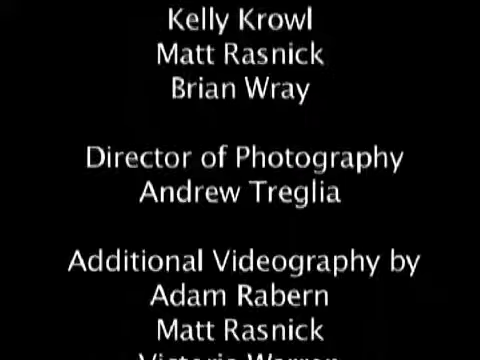 Kelly Krowl
Matt Rasnick
Brian Wray
Director of Photography
Andrew Treglia
Additional Videography by
Adam Rabern
Matt Rasnick